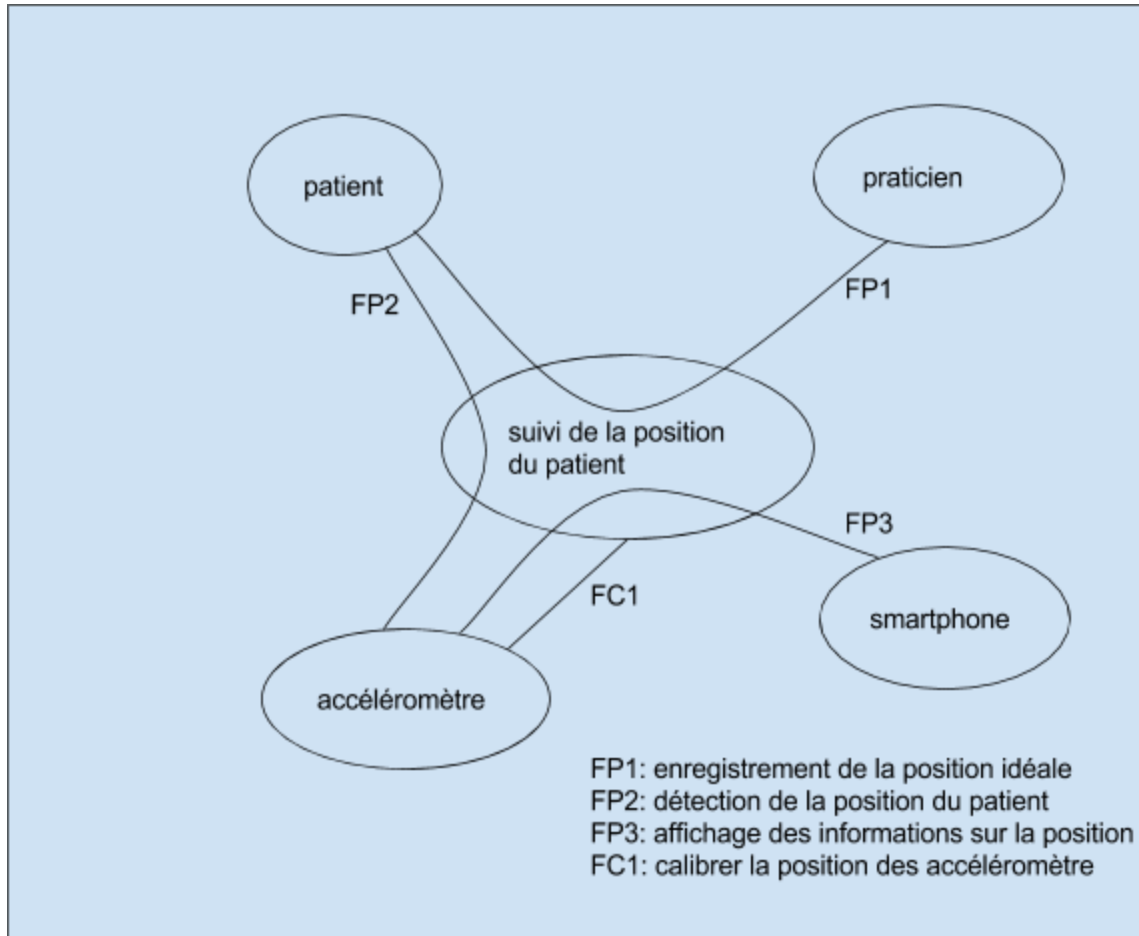 patient
praticien
FP2
FP1
suivi de la position
du patient
FP3
FC1
smartphone
accéléromètre
FP1: enregistrement de la position idéale
FP2: détection de la position du patient
FP3: affichage des informations sur la position
FC1: calibrer la position des accéléromètre